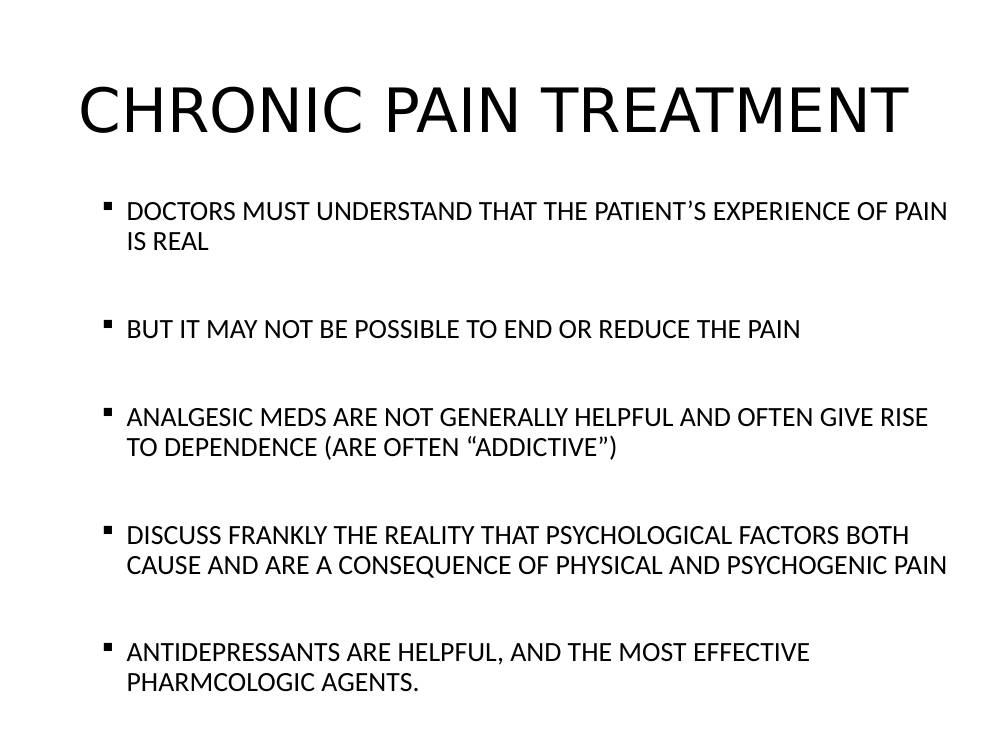 CHRONIC PAIN TREATMENT
▪ DOCTORS MUST UNDERSTAND THAT THE PATIENT’S EXPERIENCE OF PAIN
IS REAL
▪ BUT IT MAY NOT BE POSSIBLE TO END OR REDUCE THE PAIN
▪ ANALGESIC MEDS ARE NOT GENERALLY HELPFUL AND OFTEN GIVE RISE
TO DEPENDENCE (ARE OFTEN “ADDICTIVE”)
▪ DISCUSS FRANKLY THE REALITY THAT PSYCHOLOGICAL FACTORS BOTH
CAUSE AND ARE A CONSEQUENCE OF PHYSICAL AND PSYCHOGENIC PAIN
▪ ANTIDEPRESSANTS ARE HELPFUL, AND THE MOST EFFECTIVE
PHARMCOLOGIC AGENTS.